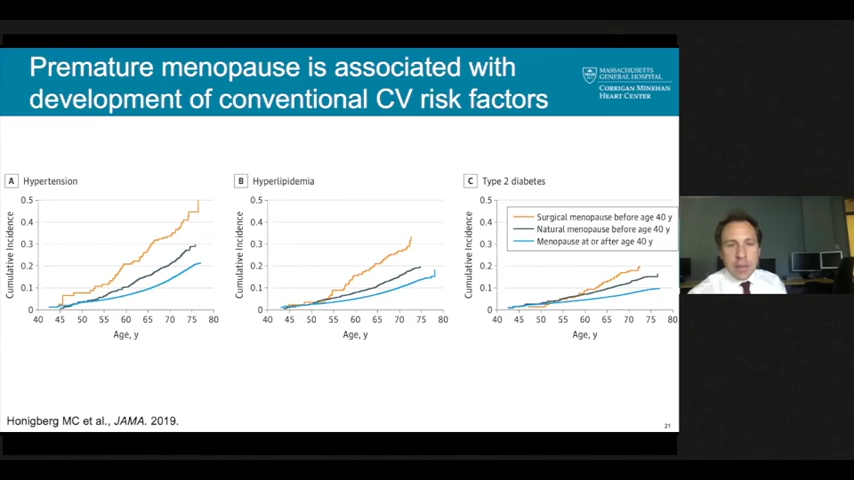 Premature menopause is associated with
development of conventional CV risk factors
MASSACHUSETTS
GENERAL HOSPITAL
CORRIGAN MINEHAN
HEART CENTER
A Hypertension
Cumulative Incidence
0.5
0.4
0.3
0.2
0.1
0
40 45 50 55 60 65 70 75 80
Age, y
B Hyperlipidemia
Cumulative Incidence
0.5
0.4
0.3
0.2
0.1
0
40 45 50 55 60 65 70 75 80
Age, y
C Type 2 diabetes
Surgical menopause before age 40 y
Natural menopause before age 40 y
Menopause at or after age 40 y
Cumulative Incidence
0.5
0.4
0.3
0.2
0.1
0
40 45 50 55 60 65 70 75 80
Age, y
Honigberg MC et al., JAMA. 2019.
21